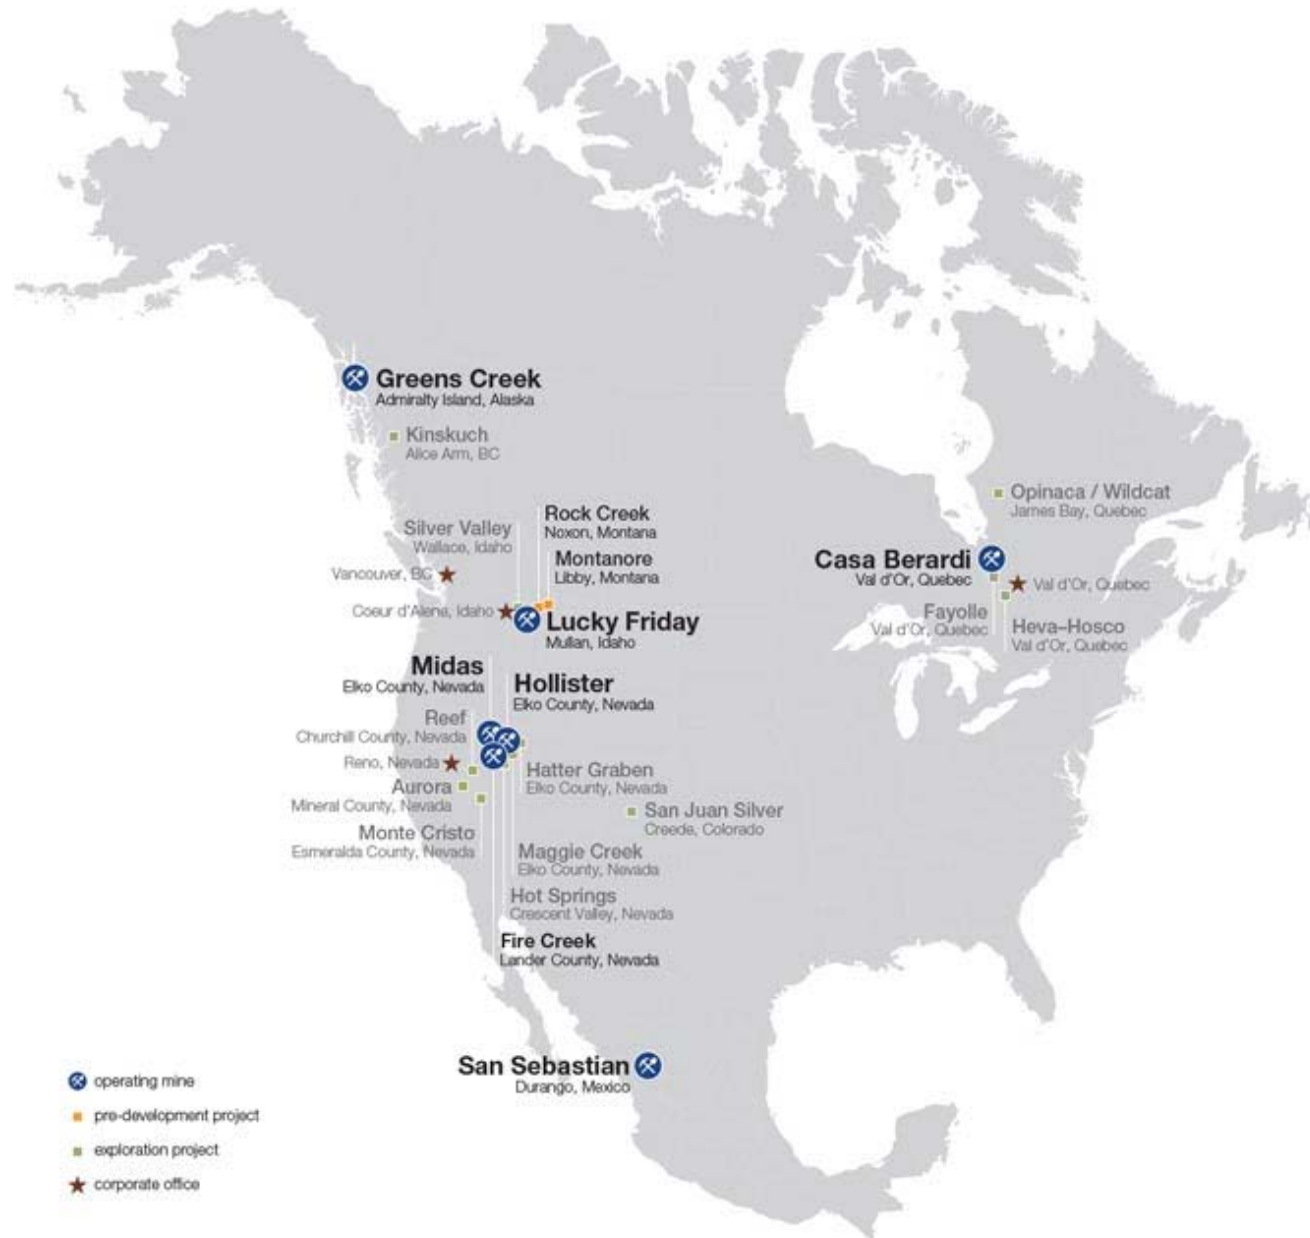 Greens Creek
Admiralty Island, Alaska
Kinskuch
Alice Arm, BC
Opinaca / Wildcat
James Bay, Quebec
Rock Creek
Noxon, Montana
Silver Valley
Wallace, Idaho
Montanore
Libby, Montana
Casa Berardi
Val d'Or, Quebec
Vancouver, BC
Val d'Or, Quebec
Coeur d'Alene, Idaho
Lucky Friday
Mullan, Idaho
Fayolle
Val d'Or, Quebec
Heva–Hosco
Val d'Or, Quebec
Midas
Elko County, Nevada
Hollister
Elko County, Nevada
Reef
Churchill County, Nevada
Reno, Nevada
Hatter Graben
Elko County, Nevada
Aurora
Mineral County, Nevada
San Juan Silver
Creede, Colorado
Monte Cristo
Esmeralda County, Nevada
Maggie Creek
Elko County, Nevada
Hot Springs
Crescent Valley, Nevada
Fire Creek
Lander County, Nevada
San Sebastian
Durango, Mexico
operating mine
pre-development project
exploration project
corporate office